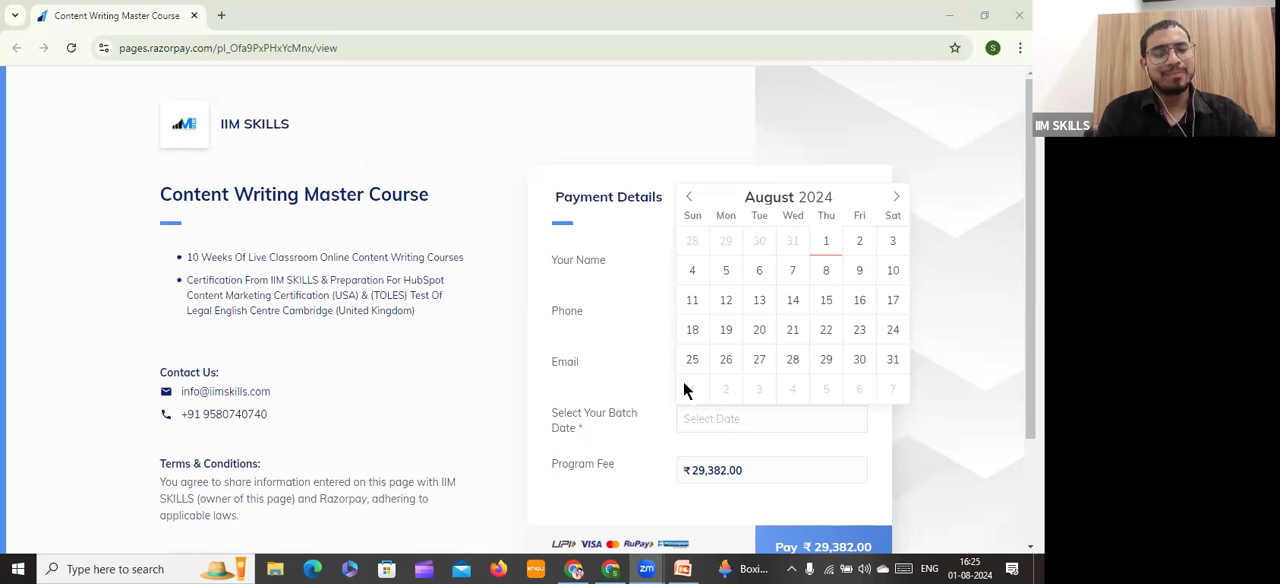 Content Writing Master Course
pages.razorpay.com/pl_Ofa9PxPHxYcMnx/view
S
IIM SKILLS
IIM SKILLS
Content Writing Master Course
10 Weeks Of Live Classroom Online Content Writing Courses
Certification From IIM SKILLS & Preparation For HubSpot
Content Marketing Certification (USA) & (TOLES) Test Of
Legal English Centre Cambridge (United Kingdom)
Contact Us:
info@iimskills.com
+91 9580740740
Terms & Conditions:
You agree to share information entered on this page with IIM
SKILLS (owner of this page) and Razorpay, adhering to
applicable laws.
Payment Details
Your Name
Phone
Email
Select Your Batch
Date *
Select Date
Program Fee
₹ 29,382.00
August 2024
Sun Mon Tue Wed Thu Fri Sat
28 29 30 31 1 2 3
4 5 6 7 8 9 10
11 12 13 14 15 16 17
18 19 20 21 22 23 24
25 26 27 28 29 30 31
2 3 4 5 6 7
UPI VISA RuPay
Pay ₹ 29,382.00
Type here to search
zm
Boxi...
ENG
16:25
01-08-2024